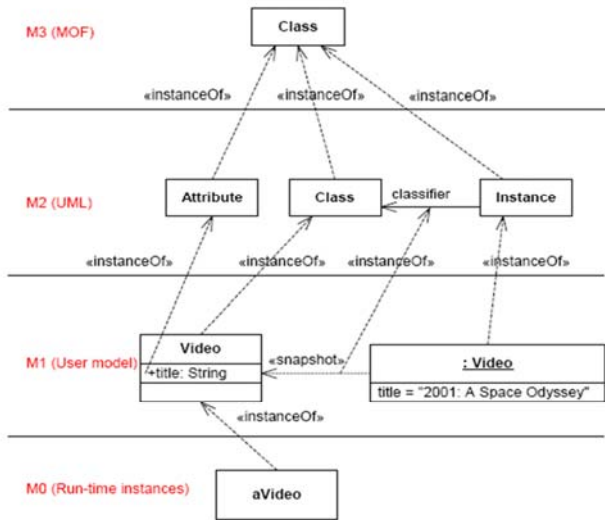 M3 (MOF)
Class
«instanceOf» «instanceOf» «instanceOf»
M2 (UML)
Attribute
Class
classifier
Instance
«instanceOf» «instanceOf» «instanceOf» «instanceOf»
M1 (User model)
Video
+title: String
«snapshot»
: Video
title = "2001: A Space Odyssey"
«instanceOf»
M0 (Run-time instances)
aVideo